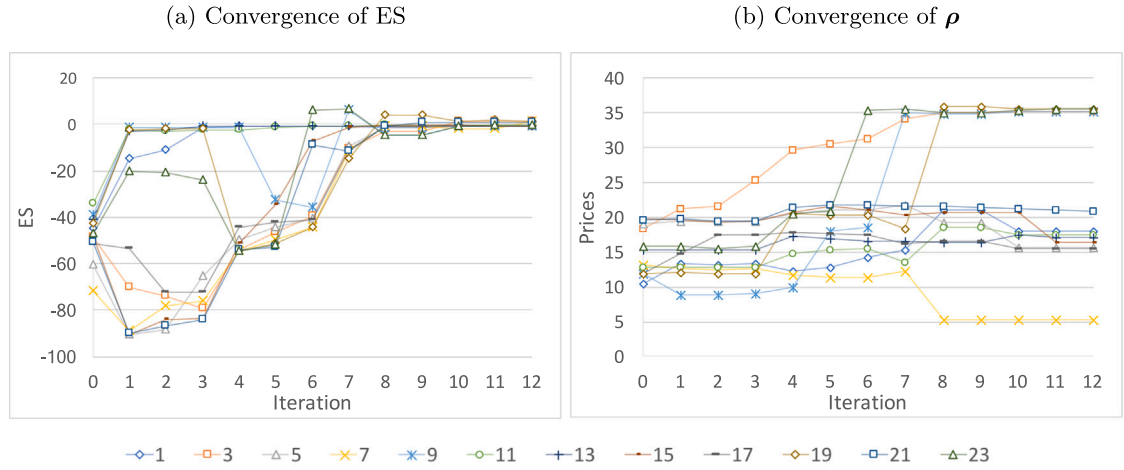 (a) Convergence of ES
(b) Convergence of ρ
20
0
-20
-40
-60
-80
-100
ES
0 1 2 3 4 5 6 7 8 9 10 11 12
Iteration
40
35
30
25
20
15
10
5
0
Prices
0 1 2 3 4 5 6 7 8 9 10 11 12
Iteration
1 3 5 7 9 11 13 15 17 19 21 23